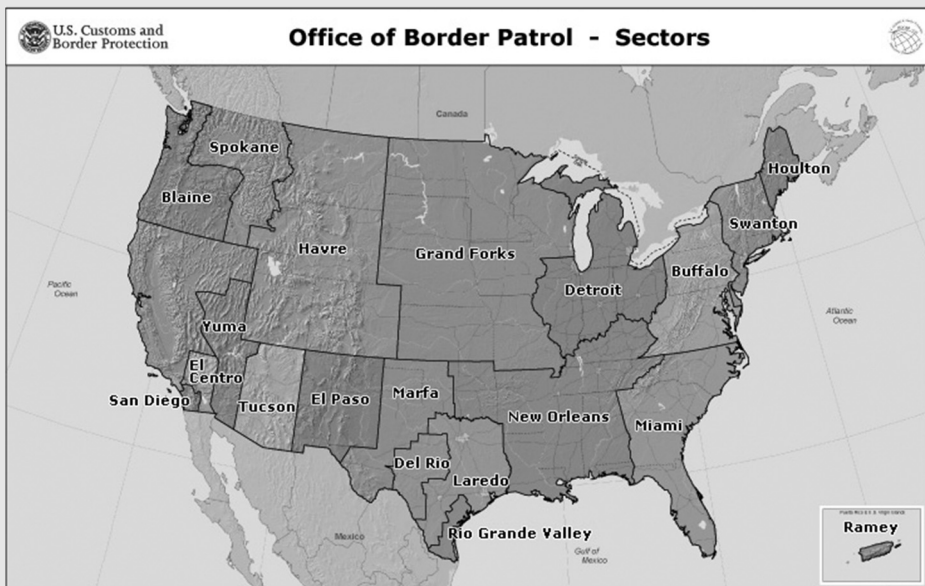 U.S. Customs and
Border Protection
Office of Border Patrol - Sectors
Canada
Spokane
Houlton
Blaine
Swanton
Havre
Grand Forks
Buffalo
Pacific
Ocean
Detroit
Atlantic
Ocean
Yuma
El
Centro
Marfa
San Diego
Tucson
El Paso
New Orleans
Miami
Del Rio
Laredo
Rio Grande Valley
Mexico
Gulf of
Mexico
Ramey